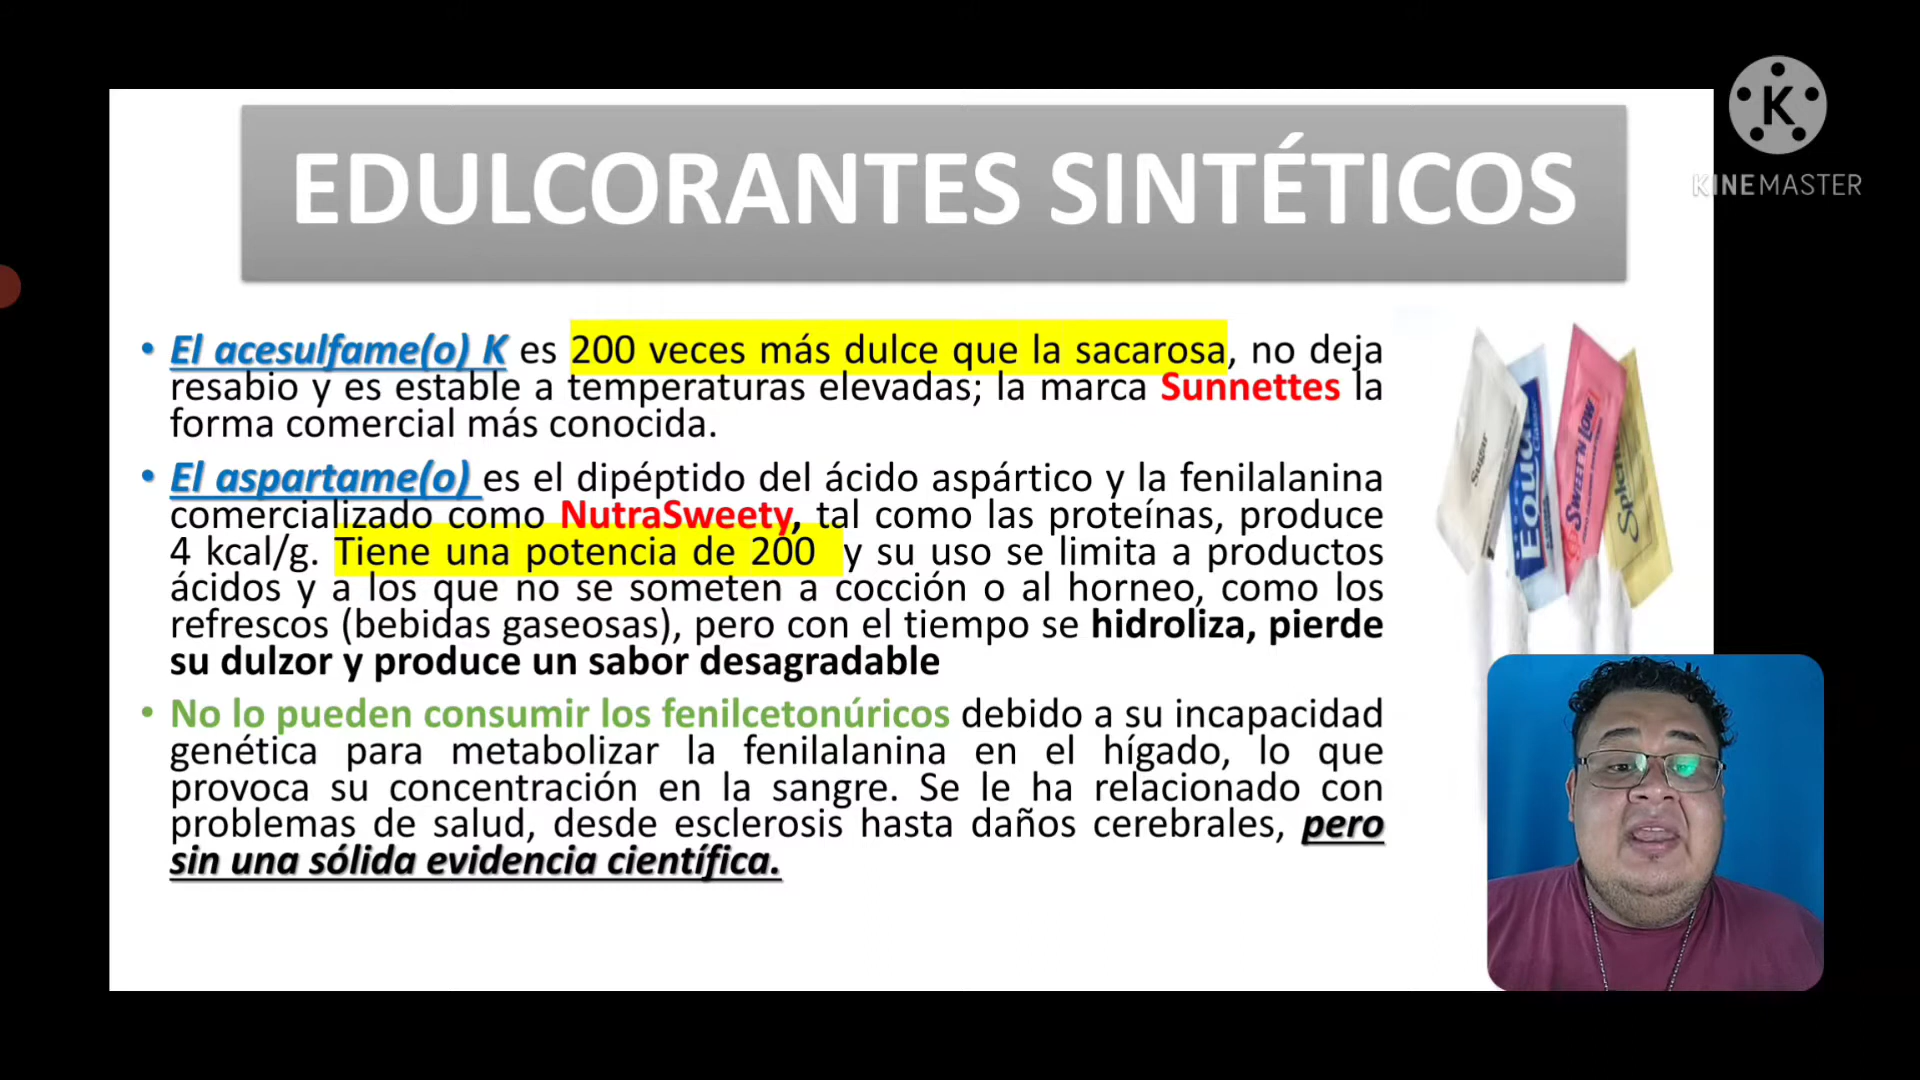 KINEMASTER
EDULCORANTES SINTÉTICOS
• El acesulfame(o) K es 200 veces más dulce que la sacarosa, no deja
resabio y es estable a temperaturas elevadas; la marca Sunnettes la
forma comercial más conocida.
• El aspartame(o) es el dipéptido del ácido aspártico y la fenilalanina
comercializado como NutraSweety, tal como las proteínas, produce
4 kcal/g. Tiene una potencia de 200 y su uso se limita a productos
ácidos y a los que no se someten a cocción o al horneo, como los
refrescos (bebidas gaseosas), pero con el tiempo se hidroliza, pierde
su dulzor y produce un sabor desagradable
• No lo pueden consumir los fenilcetonúricos debido a su incapacidad
genética para metabolizar la fenilalanina en el hígado, lo que
provoca su concentración en la sangre. Se le ha relacionado con
problemas de salud, desde esclerosis hasta daños cerebrales, pero
sin una sólida evidencia científica.
Sugar
Equal
Sweet'N Low
Splenda